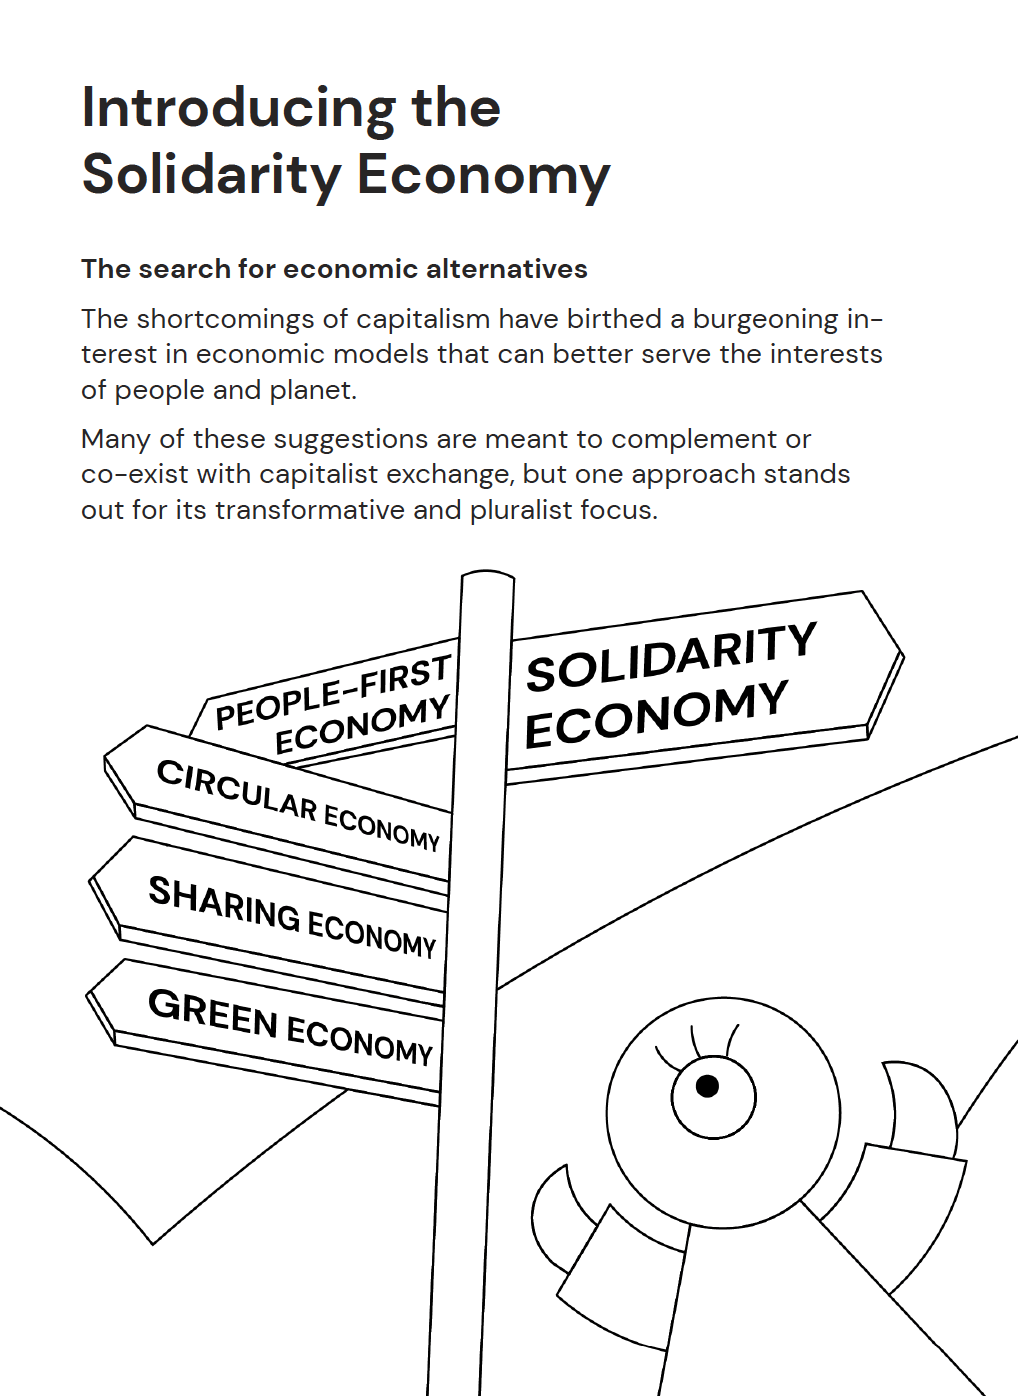 Introducing the
Solidarity Economy
The search for economic alternatives
The shortcomings of capitalism have birthed a burgeoning in-
terest in economic models that can better serve the interests
of people and planet.
Many of these suggestions are meant to complement or
co-exist with capitalist exchange, but one approach stands
out for its transformative and pluralist focus.
PEOPLE-FIRST
ECONOMY
SOLIDARITY
ECONOMY
CIRCULAR ECONOMY
SHARING ECONOMY
GREEN ECONOMY